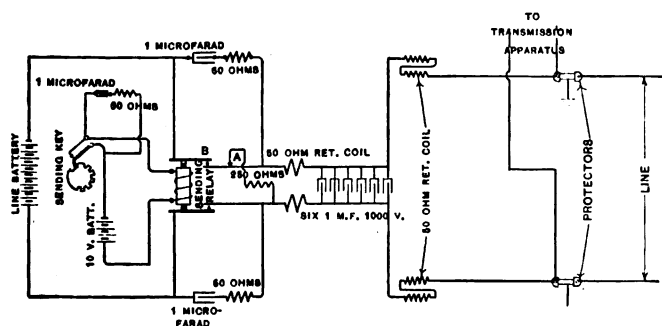 TO
TRANSMISSION
APPARATUS
1 MICROFARAD
60 OHMS
1 MICROFARAD
60 OHMS
LINE BATTERY
SENDING KEY
10 V. BATT.
B
SENDING
RELAY
A
250 OHMS
50 OHM RET. COIL
SIX 1 M.F. 1000 V.
50 OHM RET. COIL
PROTECTORS
LINE
50 OHMS
1 MICRO-
FARAD